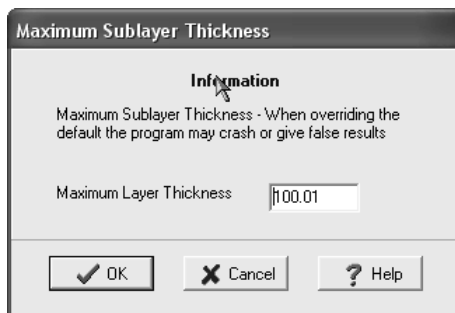 Maximum Sublayer Thickness
Information
Maximum Sublayer Thickness - When overriding the
default the program may crash or give false results
Maximum Layer Thickness 100.01
OK Cancel Help